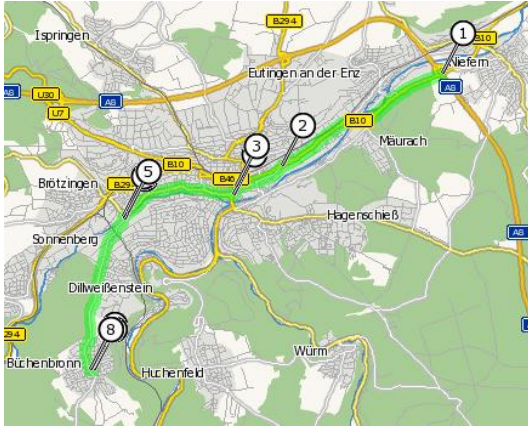 B294
1
Ispringen
B10
Niefern
Eutingen an der Enz
A8
A8
A8
U30
U7
B10
2
Mäurach
3
B10
5
B46
Brötzingen
B29
Hagenschieß
Sonnenberg
A8
Dillweißenstein
294
8
Würm
Büchenbronn
Huchenfeld